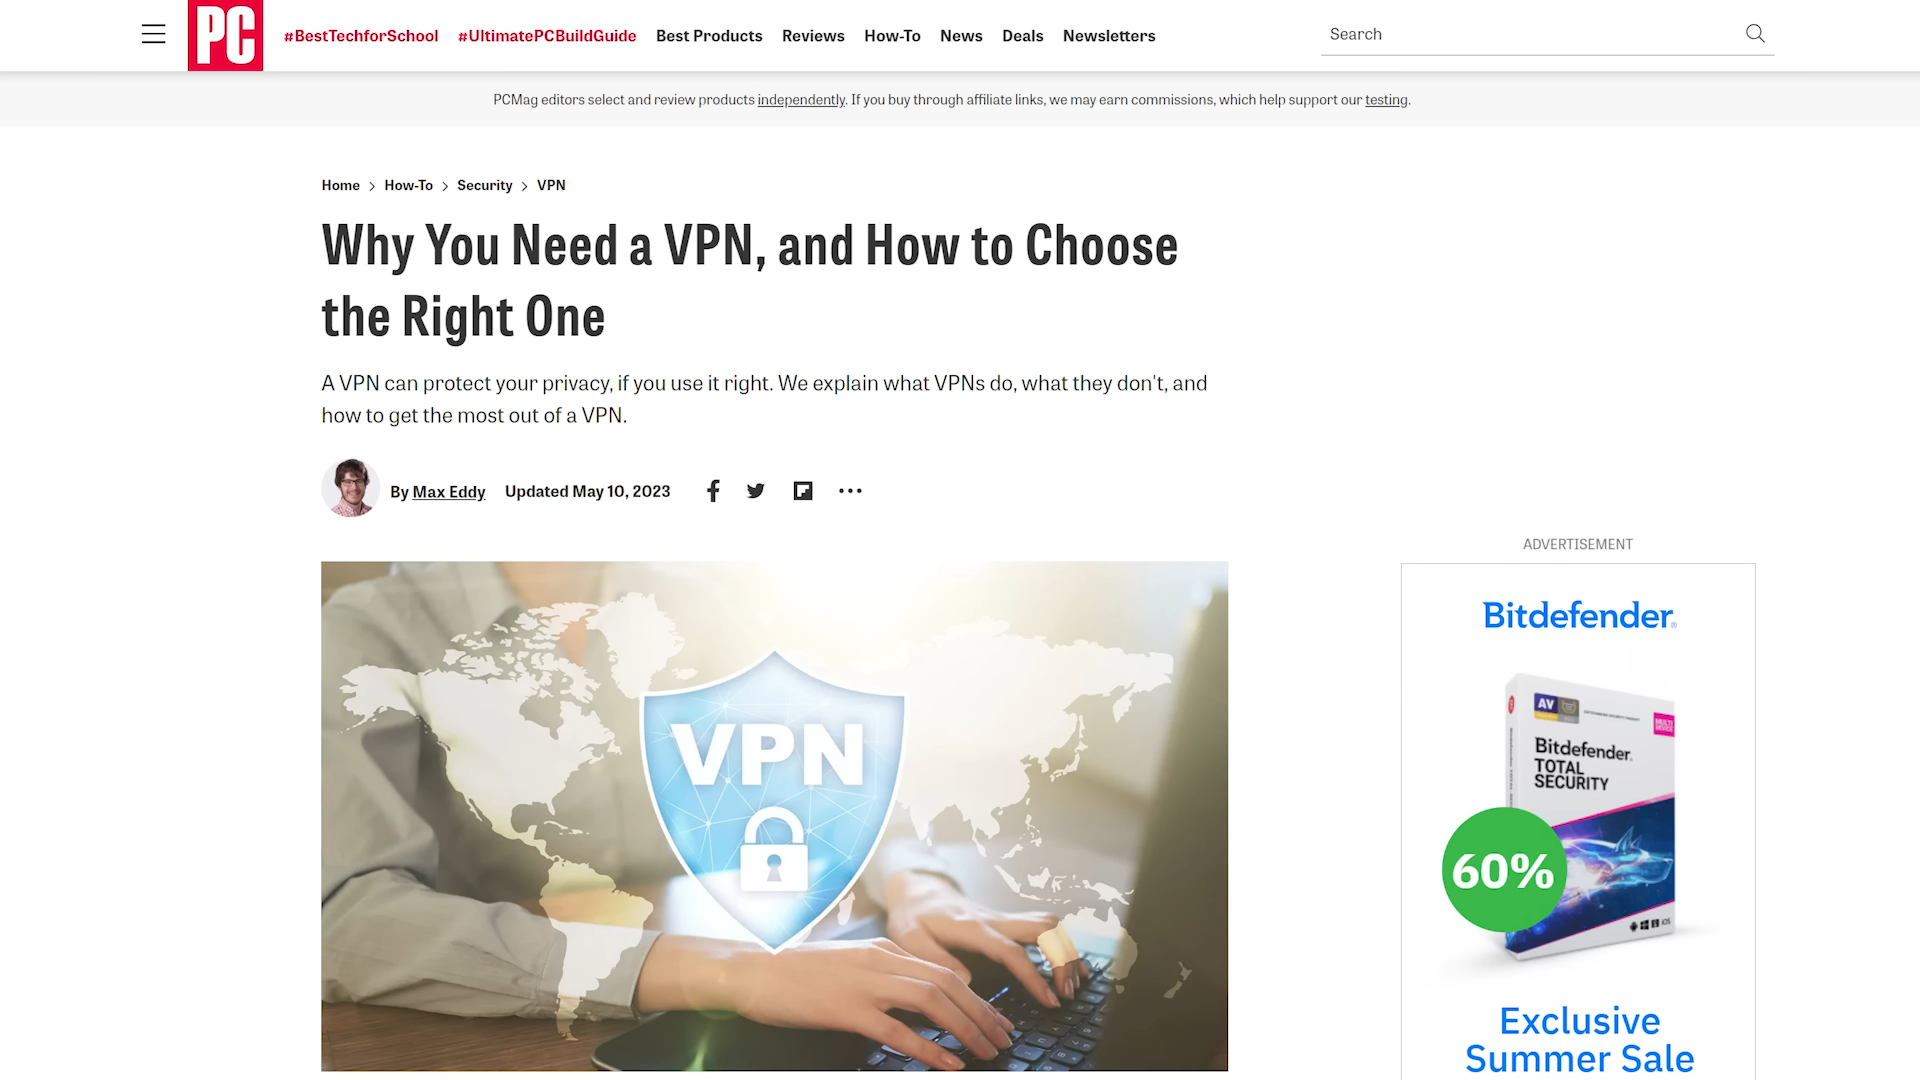 PC
#BestTechforSchool #UltimatePCBuildGuide Best Products Reviews How-To News Deals Newsletters Search
PCMag editors select and review products independently. If you buy through affiliate links, we may earn commissions, which help support our testing.
Home > How-To > Security > VPN
Why You Need a VPN, and How to Choose
the Right One
A VPN can protect your privacy, if you use it right. We explain what VPNs do, what they don't, and
how to get the most out of a VPN.
By Max Eddy Updated May 10, 2023
VPN
ADVERTISEMENT
Bitdefender
AV
MULTI
DEVICE
Bitdefender
TOTAL
SECURITY
60%
iOS
Exclusive
Summer Sale